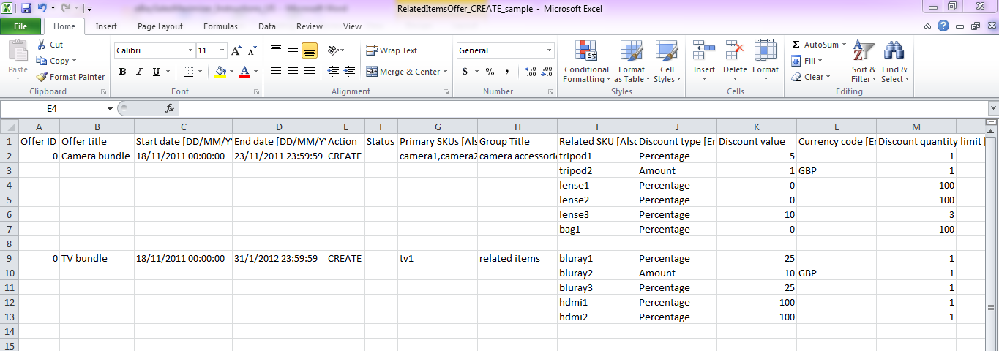 RelatedItemsOffer_CREATE_sample - Microsoft Excel
File Home Insert Page Layout Formulas Data Review View
Paste
Cut
Copy
Format Painter
Clipboard
Calibri 11
B I U
Font
Wrap Text
Merge & Center
Alignment
General
$ % ,
Number
Conditional Formatting
Format as Table
Cell Styles
Styles
Insert Delete Format
Cells
AutoSum
Fill
Clear
Sort & Filter
Find & Select
Editing
E4 fx
A B C D E F G H I J K L M
1 Offer ID Offer title Start date [DD/MM/YY End date [DD/MM/YY Action Status Primary SKUs [Also Group Title Related SKU [Also Discount type [En Discount value Currency code [En Discount quantity limit [
2 0 Camera bundle 18/11/2011 00:00:00 23/11/2011 23:59:59 CREATE camera1,camera2 camera accessorie tripod1 Percentage 5 1
3 tripod2 Amount 1 GBP 1
4 lense1 Percentage 0 100
5 lense2 Percentage 0 100
6 lense3 Percentage 10 3
7 bag1 Percentage 0 100
8
9 0 TV bundle 18/11/2011 00:00:00 31/1/2012 23:59:59 CREATE tv1 related items bluray1 Percentage 25 1
10 bluray2 Amount 10 GBP 1
11 bluray3 Percentage 25 1
12 hdmi1 Percentage 100 1
13 hdmi2 Percentage 100 1
14
15